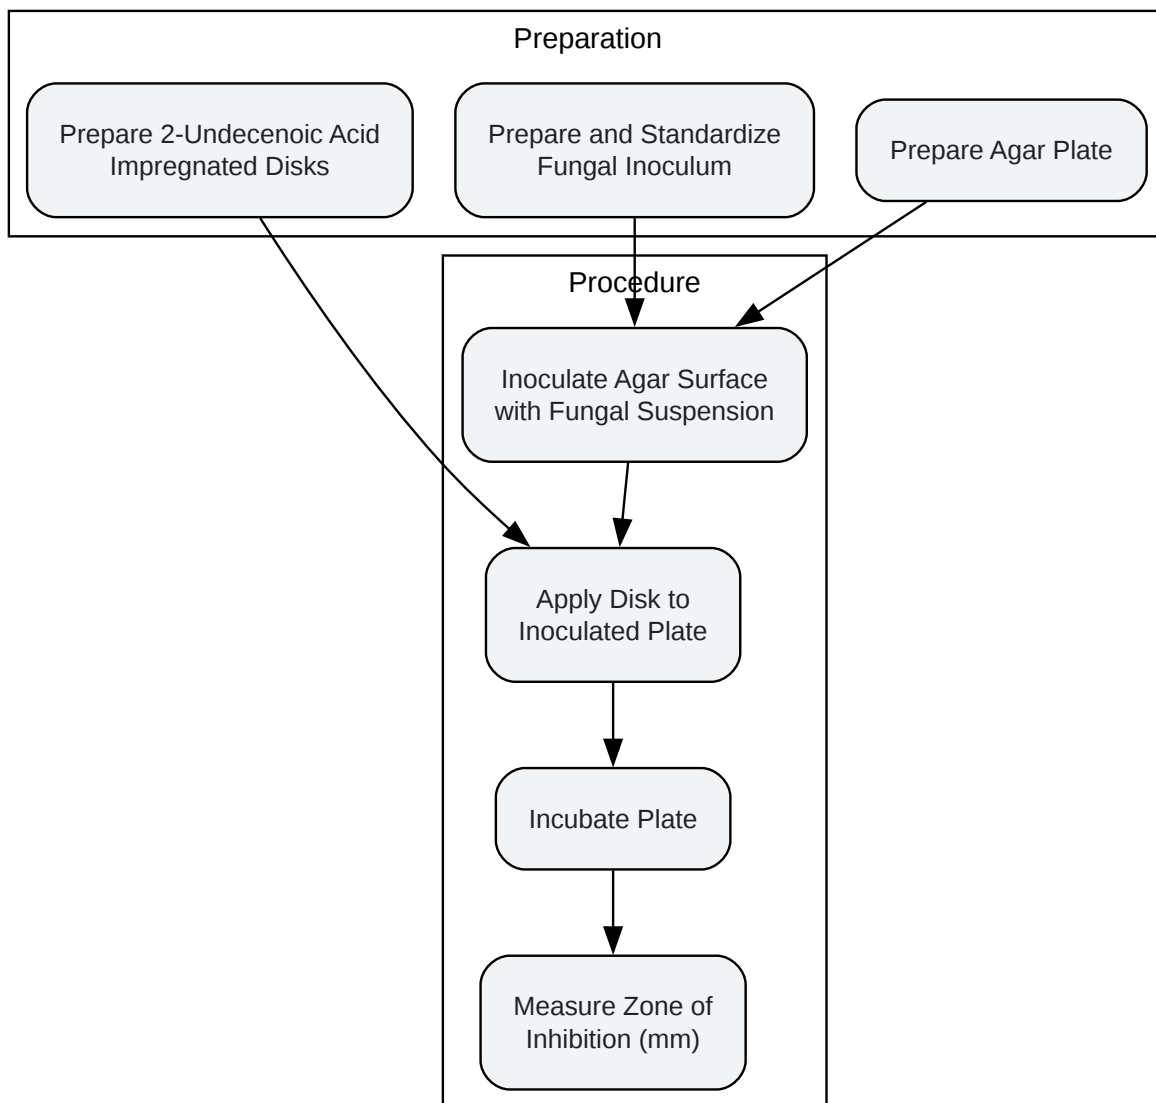 Preparation
Prepare 2-Undecenoic Acid
Impregnated Disks
Prepare and Standardize
Fungal Inoculum
Prepare Agar Plate
Procedure
Inoculate Agar Surface
with Fungal Suspension
Apply Disk to
Inoculated Plate
Incubate Plate
Measure Zone of
Inhibition (mm)